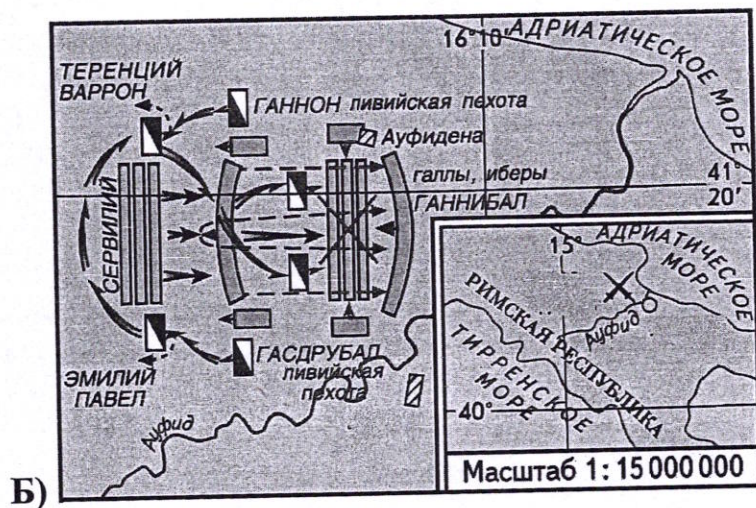 16°10'
АДРИАТИЧЕСКОЕ МОРЕ
ТЕРЕНЦИЙ
ВАРРОН
ГАННОН ливийская пехота
Ауфидена
галлы, иберы
ГАННИБАЛ
41°
20'
СЕРВИЛИЙ
ГАСДРУБАЛ
ливийская
пехота
ЭМИЛИЙ
ПАВЕЛ
Ауфид
15°
АДРИАТИЧЕСКОЕ
МОРЕ
РИМСКАЯ РЕСПУБЛИКА
Ауфид
ТИРРЕНСКОЕ
МОРЕ
40°
Масштаб 1:15 000 000
Б)